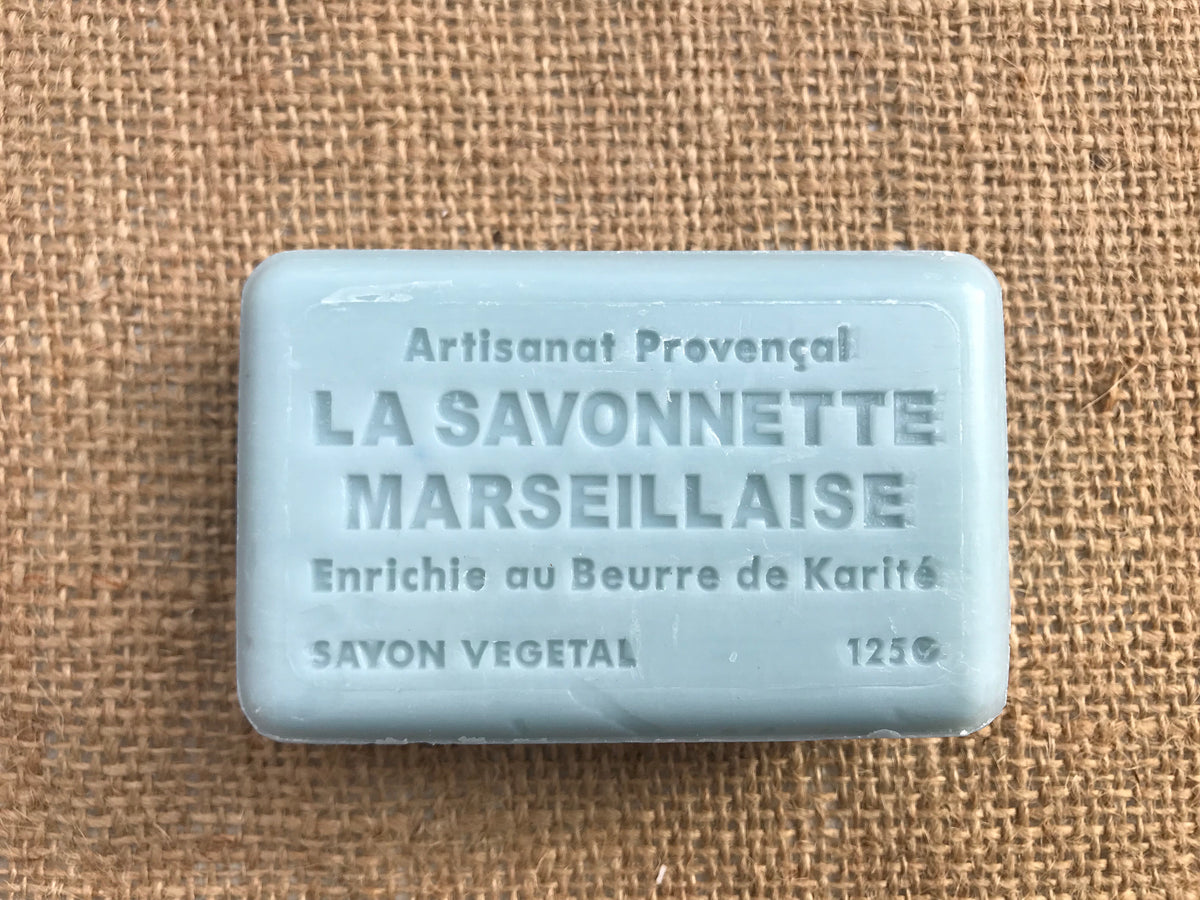 Artisanat Provençal
LA SAVONNETTE
MARSEILLAISE
Enrichie au Beurre de Karité
SAVON VEGETAL 125G